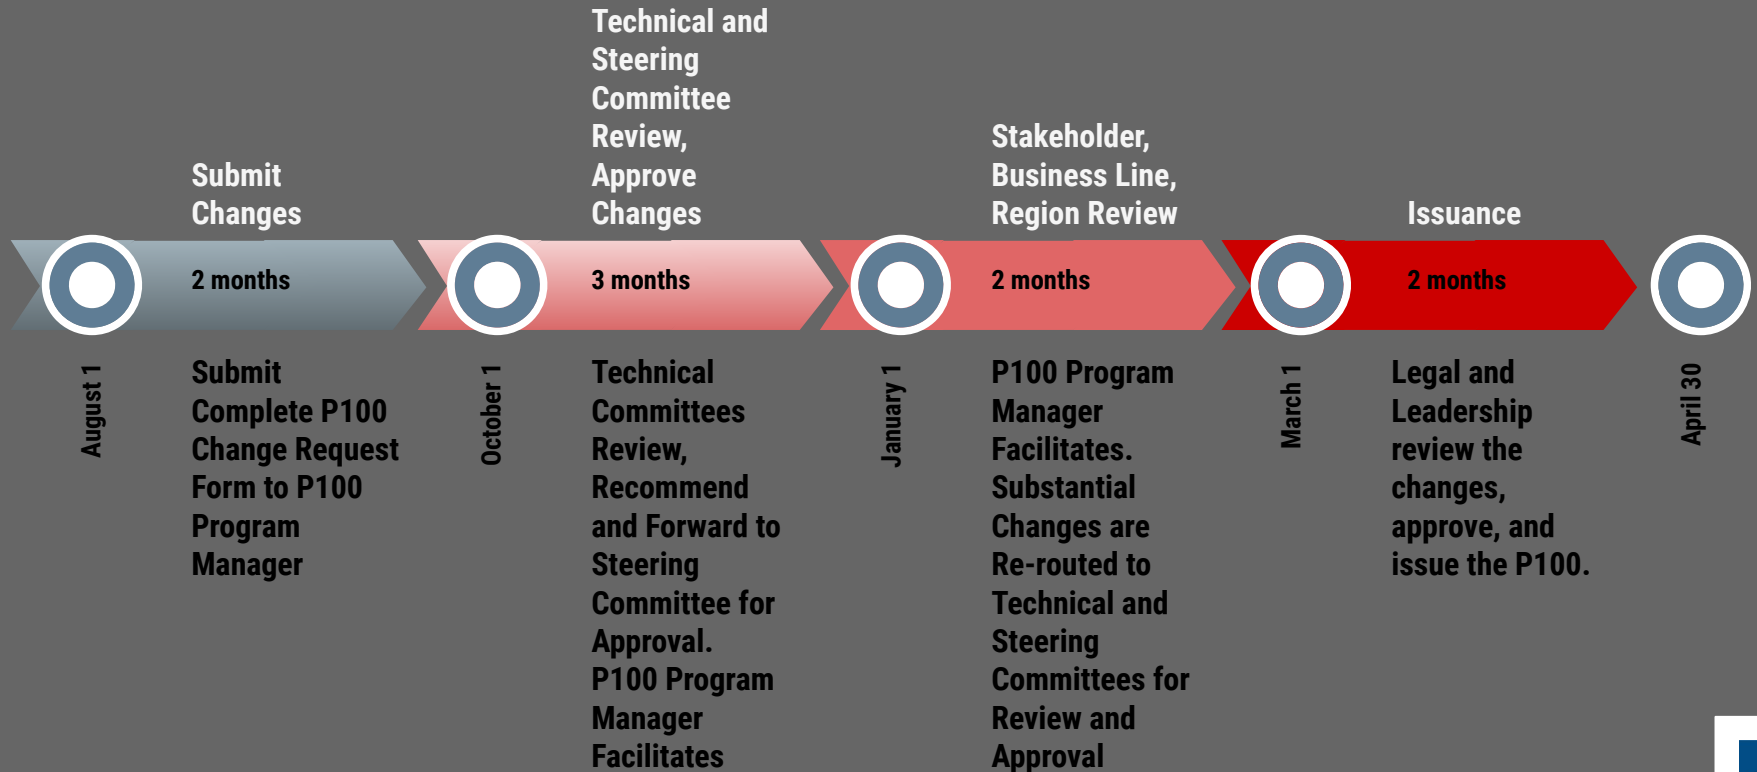 Submit
Changes
Technical and
Steering
Committee
Review,
Approve
Changes
Stakeholder,
Business Line,
Region Review
Issuance
2 months
3 months
2 months
2 months
August 1
October 1
January 1
March 1
April 30
Submit
Complete P100
Change Request
Form to P100
Program
Manager
Technical
Committees
Review,
Recommend
and Forward to
Steering
Committee for
Approval.
P100 Program
Manager
Facilitates
P100 Program
Manager
Facilitates.
Substantial
Changes are
Re-routed to
Technical and
Steering
Committees for
Review and
Approval
Legal and
Leadership
review the
changes,
approve, and
issue the P100.